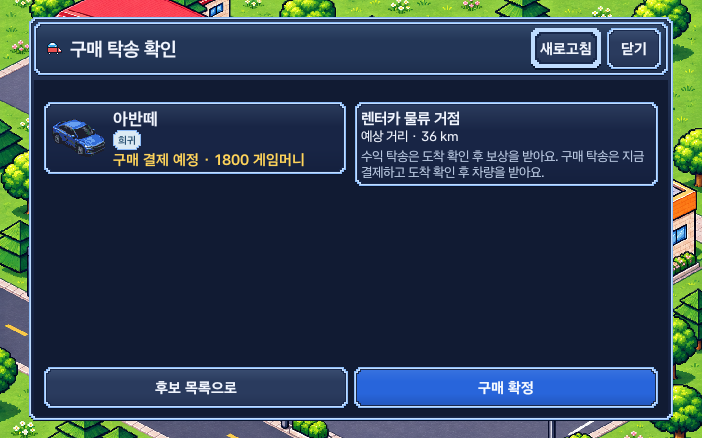 구매 탁송 확인
새로고침
닫기
아반떼
희귀
구매 결제 예정 · 1800 게임머니
렌터카 물류 거점
예상 거리 · 36 km
수익 탁송은 도착 확인 후 보상을 받아요. 구매 탁송은 지금
결제하고 도착 확인 후 차량을 받아요.
후보 목록으로
구매 확정